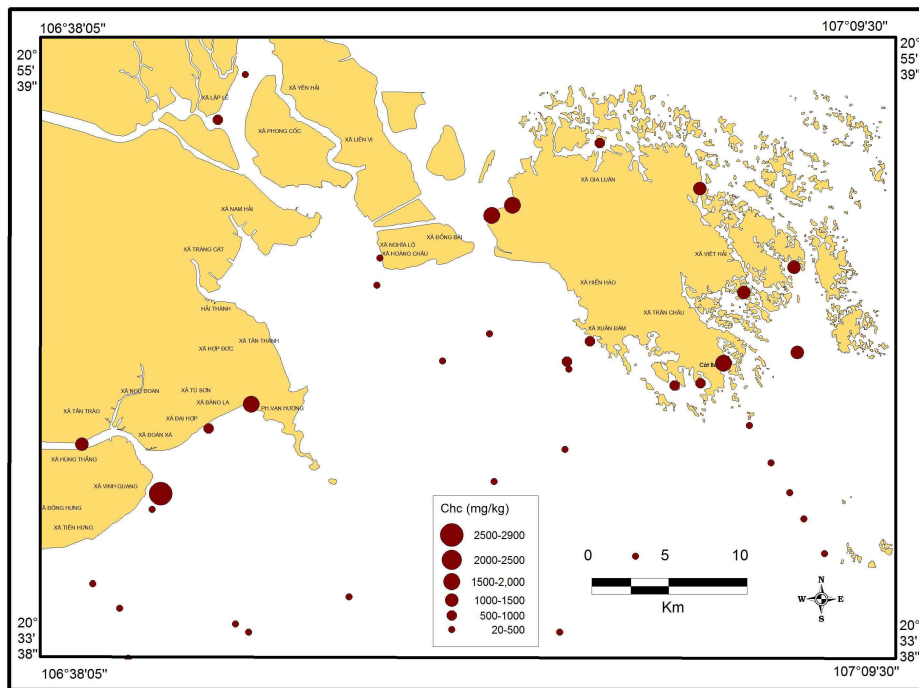 106°38'05"
107°09'30"
20°
55'
39"
20°
55'
39"
XÃ LẬP LỄ
XÃ YÊN HẢI
XÃ PHONG CỐC
XÃ LIÊN VỊ
XÃ GIA LUẬN
XÃ NAM HẢI
XÃ ĐỒNG BÀI
XÃ NGHĨA LỘ
XÃ HOÀNG CHÂU
XÃ TRÀNG CÁT
XÃ VIỆT HẢI
XÃ HIỀN HÀO
HẢI THÀNH
XÃ TRÂN CHÂU
XÃ XUÂN ĐÁM
XÃ TÂN THÀNH
XÃ HỢP ĐỨC
Cát Bà
XÃ NGŨ ĐOAN
XÃ TÚ SƠN
XÃ BÀNG LA
PH.VẠN HƯƠNG
XÃ TÂN TRÀO
XÃ ĐẠI HỢP
XÃ ĐOÀN XÁ
XÃ HÙNG THẮNG
XÃ VINH QUANG
XÃ ĐÔNG HƯNG
XÃ TIÊN HƯNG
Chc (mg/kg)
2500-2900
2000-2500
1500-2,000
1000-1500
500-1000
20-500
0 5 10
Km
N
W E
S
20°
33'
38"
20°
33'
38"
106°38'05"
107°09'30"